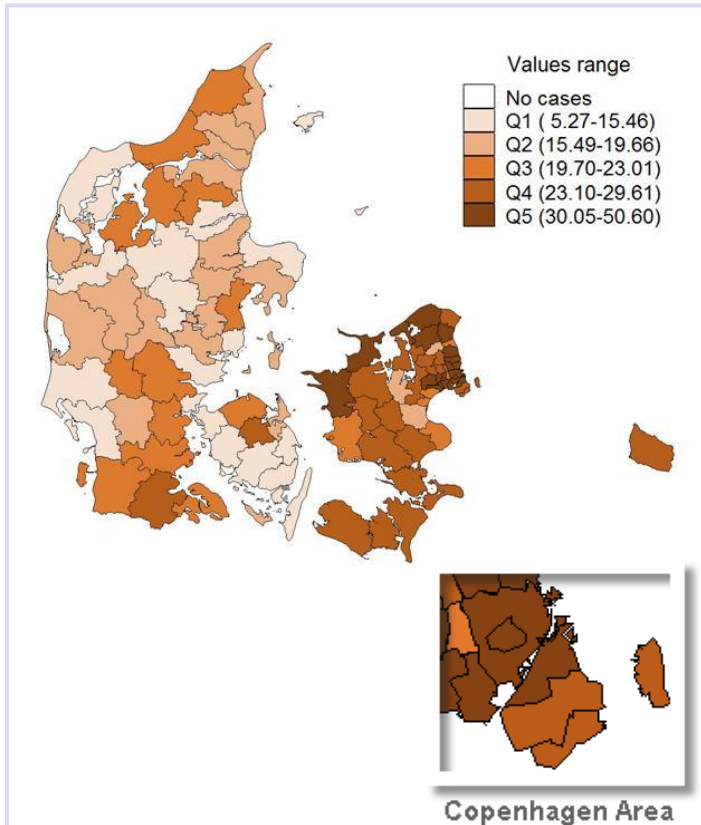 Values range
No cases
Q1 ( 5.27-15.46)
Q2 (15.49-19.66)
Q3 (19.70-23.01)
Q4 (23.10-29.61)
Q5 (30.05-50.60)
Copenhagen Area